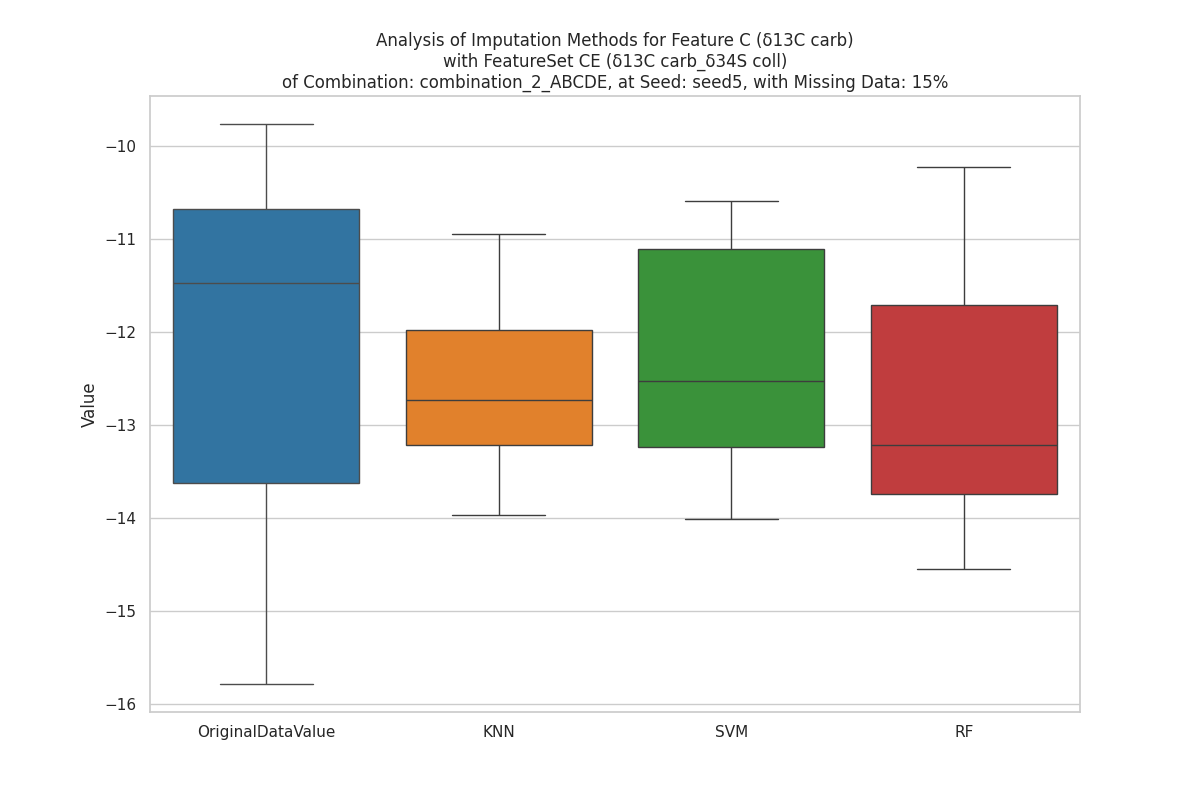 Analysis of Imputation Methods for Feature C (δ13C carb)
with FeatureSet CE (δ13C carb_δ34S coll)
of Combination: combination_2_ABCDE, at Seed: seed5, with Missing Data: 15%
−10
−11
−12
−13
−14
−15
−16
Value
OriginalDataValue
KNN
SVM
RF